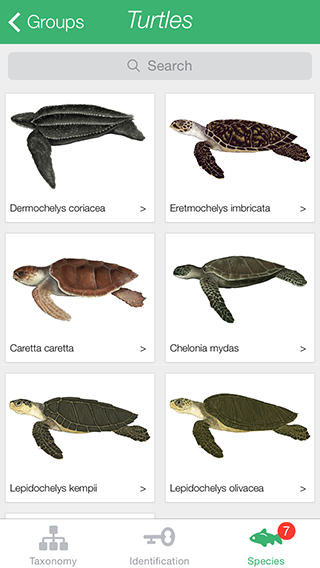 Groups
Turtles
Search
Dermochelys coriacea >
Eretmochelys imbricata >
Caretta caretta >
Chelonia mydas >
Lepidochelys kempii >
Lepidochelys olivacea >
7
Taxonomy
Identification
Species